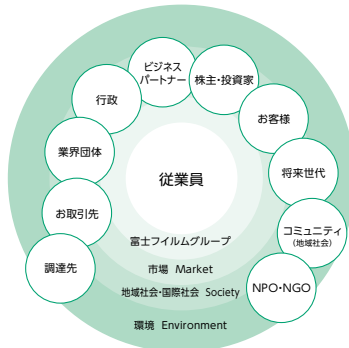 ビジネス
パートナー
株主・投資家
行政
お客様
業界団体
将来世代
従業員
お取引先
コミュニティ
（地域社会）
富士フイルムグループ
調達先
市場 Market
NPO・NGO
地域社会・国際社会 Society
環境 Environment